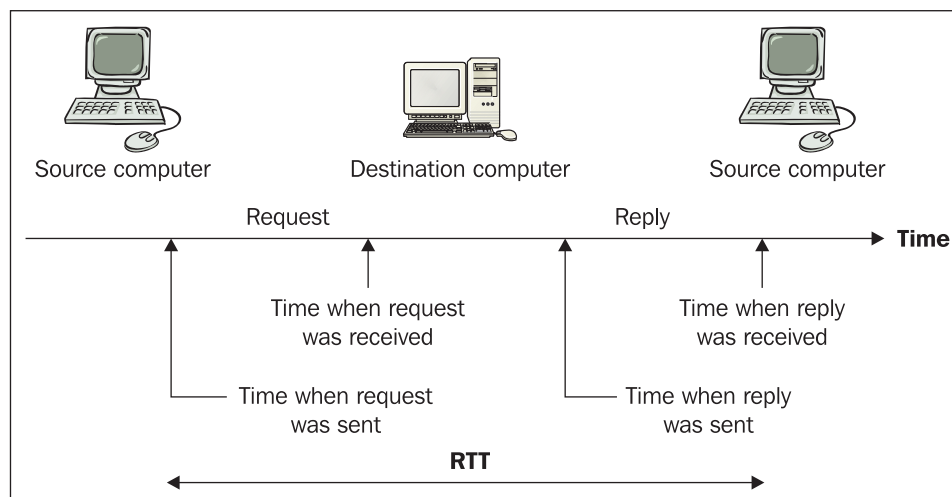 Source computer
Destination computer
Source computer
Request
Reply
Time
Time when request
was received
Time when reply
was received
Time when request
was sent
Time when reply
was sent
RTT